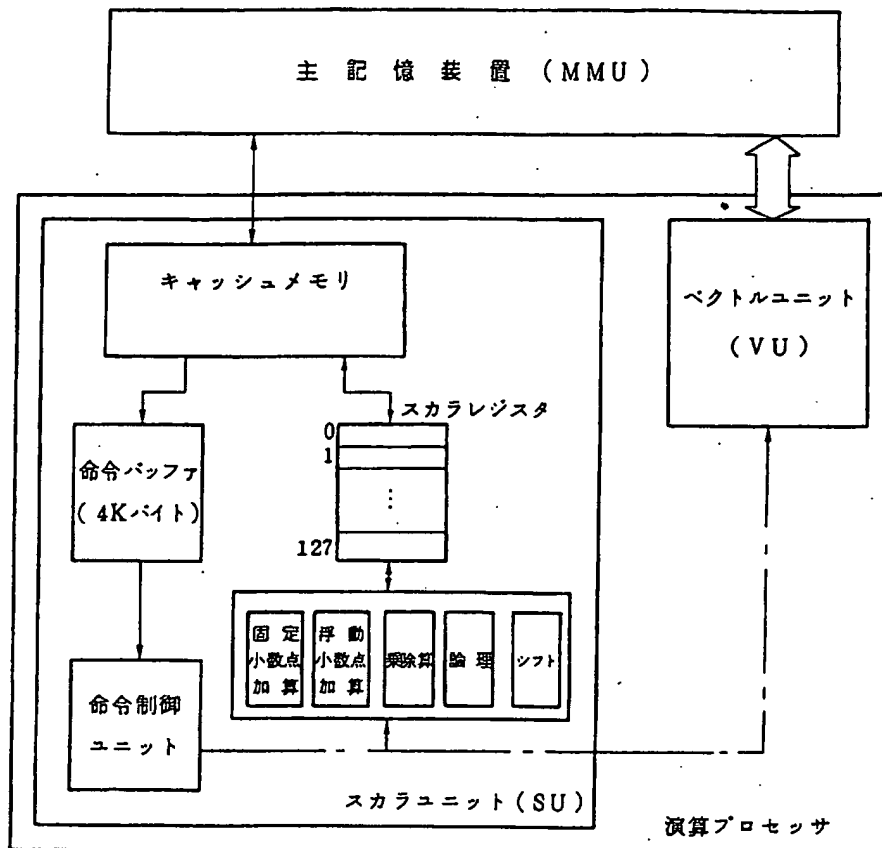 主記憶装置(MMU)
キャッシュメモリ
ベクトルユニット
(VU)
スカラレジスタ
0
1
⋮
127
命令バッファ
(4Kバイト)
固定
小数点
加算
浮動
小数点
加算
乗除算
論理
シフト
命令制御
ユニット
スカラユニット(SU)
演算プロセッサ